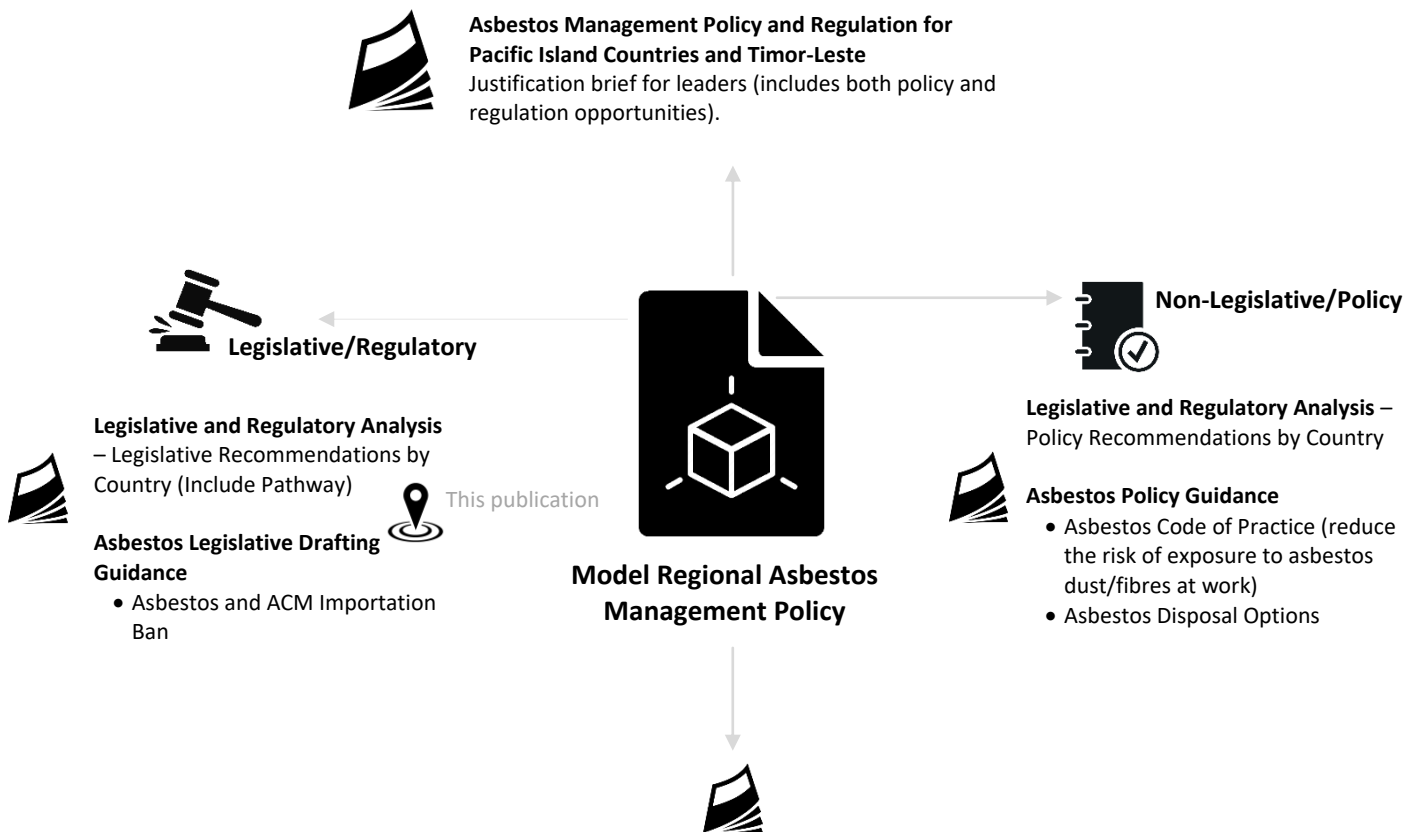 Asbestos Management Policy and Regulation for
Pacific Island Countries and Timor-Leste
Justification brief for leaders (includes both policy and
regulation opportunities).
Legislative/Regulatory
Non-Legislative/Policy
Legislative and Regulatory Analysis
– Legislative Recommendations by
Country (Include Pathway)
This publication
Asbestos Legislative Drafting
Guidance
• Asbestos and ACM Importation
Ban
Model Regional Asbestos
Management Policy
Legislative and Regulatory Analysis –
Policy Recommendations by Country
Asbestos Policy Guidance
• Asbestos Code of Practice (reduce
the risk of exposure to asbestos
dust/fibres at work)
• Asbestos Disposal Options